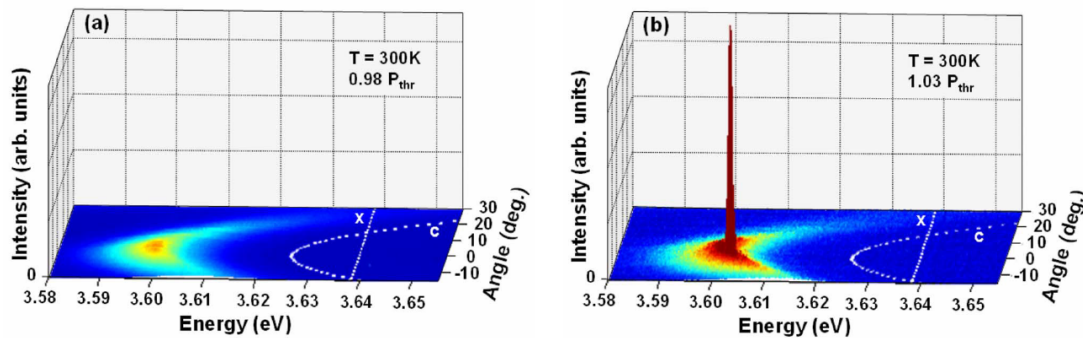 (a)
T = 300K
0.98 P_thr
Intensity (arb. units)
X
C
30
20
10
0
-10
Angle (deg.)
0
3.58 3.59 3.60 3.61 3.62 3.63 3.64 3.65
Energy (eV)
(b)
T = 300K
1.03 P_thr
Intensity (arb. units)
X
C
30
20
10
0
-10
Angle (deg.)
0
3.58 3.59 3.60 3.61 3.62 3.63 3.64 3.65
Energy (eV)